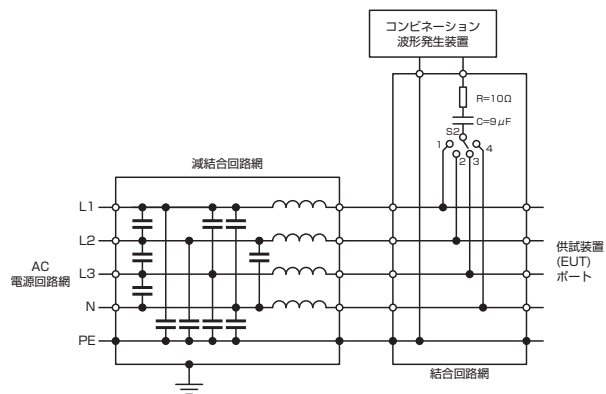 コンビネーション
波形発生装置
R=10Ω
C=9μF
S2
1
2
3
4
減結合回路網
L1
L2
L3
N
PE
AC
電源回路網
供試装置
(EUT)
ポート
結合回路網